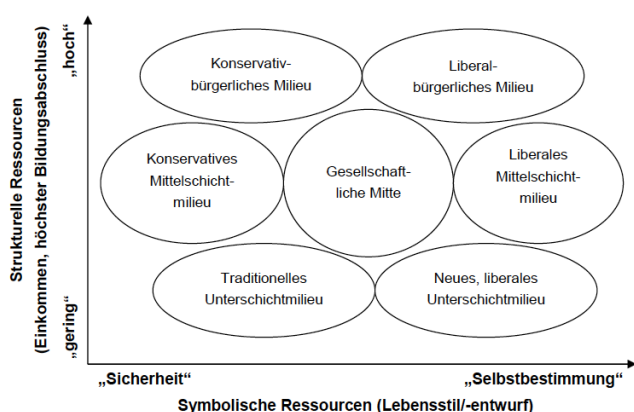 Strukturelle Ressourcen
(Einkommen, höchster Bildungsabschluss)
„hoch“
„gering“
Konservativ-
bürgerliches Milieu
Liberal-
bürgerliches Milieu
Konservatives
Mittelschicht-
milieu
Gesellschaft-
liche Mitte
Liberales
Mittelschicht-
milieu
Traditionelles
Unterschichtmilieu
Neues, liberales
Unterschichtmilieu
„Sicherheit“
„Selbstbestimmung“
Symbolische Ressourcen (Lebensstil/-entwurf)